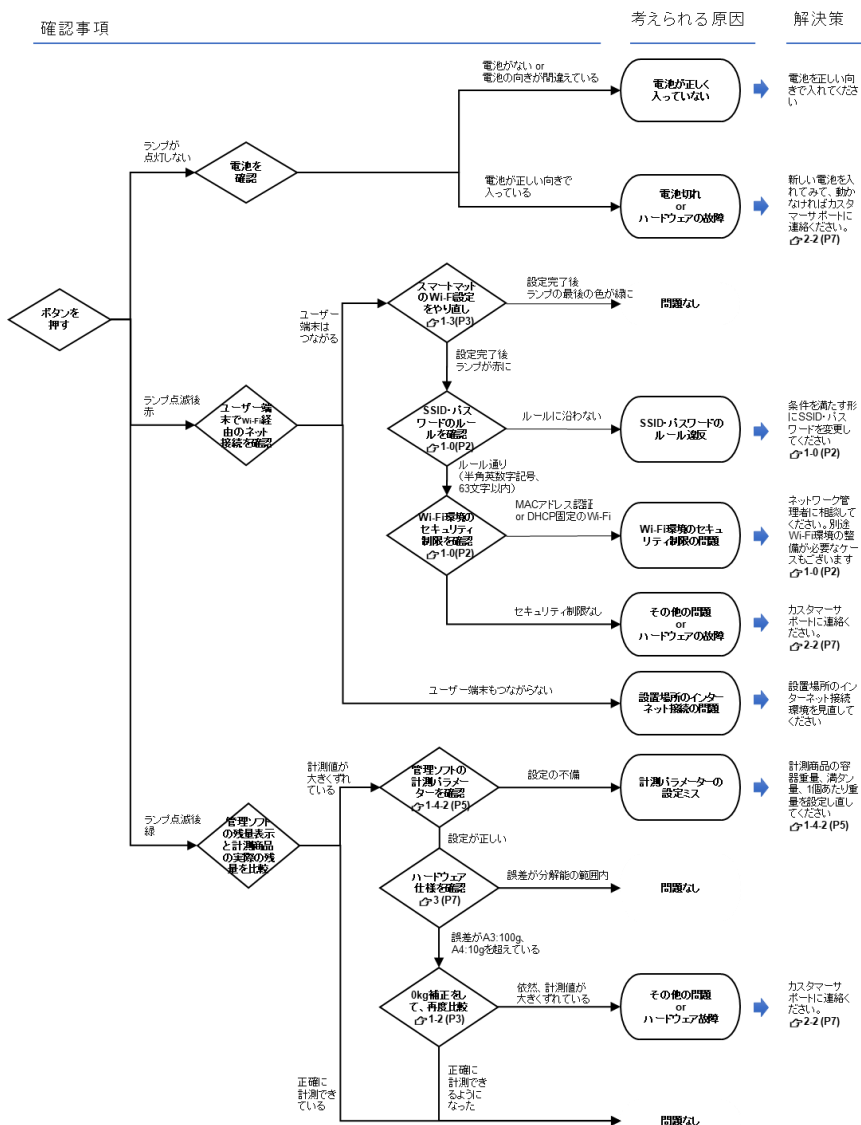 確認事項
考えられる原因
解決策
電池がない or
電池の向きが間違えている
電池が正しく
入っていない
電池を正しい向
きで入れてくださ
い
ランプが
点灯しない
電池を
確認
電池が正しい向きで
入っている
電池切れ
or
ハードウェアの故障
新しい電池を入
れてみて、動か
なければカスタ
マーサポートに
連絡ください。
2-2 (P7)
ボタンを
押す
ユーザー
端末は
つながる
スマートマット
のWi-Fi設定
をやり直し
1-3(P3)
設定完了後
ランプの最後の色が緑に
問題なし
設定完了後
ランプが赤に
ランプ点滅後
赤
ユーザー端
末でWi-Fi経
由のネット
接続を確認
SSID・パス
ワードのルー
ルを確認
1-0(P2)
ルールに沿わない
SSID・パスワードの
ルール違反
条件を満たす形
にSSID・パス
ワードを変更し
てください
1-0 (P2)
ルール通り
(半角英数字記号、
63文字以内)
Wi-Fi環境の
セキュリティ
制限を確認
1-0(P2)
MACアドレス認証
or DHCP固定のWi-Fi
Wi-Fi環境のセキュ
リティ制限の問題
ネットワーク管
理者に相談して
ください。別途
Wi-Fi環境の整
備が必要なケー
スもございます
1-0 (P2)
セキュリティ制限なし
その他の問題
or
ハードウェアの故障
カスタマーサ
ポートに連絡く
ださい。
2-2 (P7)
ユーザー端末もつながらない
設置場所のインター
ネット接続の問題
設置場所のイン
ターネット接続
環境を見直して
ください
計測値が
大きくずれ
ている
管理ソフトの
計測パラメー
ターを確認
1-4-2 (P5)
設定の不備
計測パラメーターの
設定ミス
計測商品の容
器重量、満タン
量、1個あたり重
量を設定し直し
てください
1-4-2 (P5)
ランプ点滅後
緑
管理ソフト
の残量表示
と計測商品
の実際の残
量を比較
設定が正しい
ハードウェア
仕様を確認
3 (P7)
誤差が分解能の範囲内
問題なし
誤差がA3:100g、
A4:10gを超えている
0kg補正をし
て、再度比較
1-2 (P3)
依然、計測値が
大きくずれている
その他の問題
or
ハードウェア故障
カスタマーサ
ポートに連絡く
ださい。
2-2 (P7)
正確に
計測でき
ている
正確に
計測でき
るように
なった
問題なし